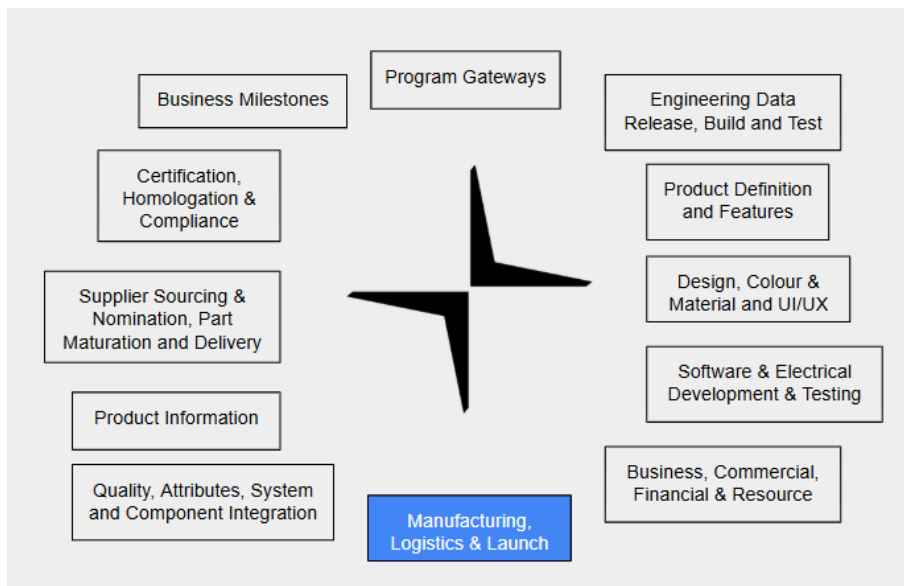 Program Gateways
Business Milestones
Engineering Data
Release, Build and Test
Certification,
Homologation &
Compliance
Product Definition
and Features
Supplier Sourcing &
Nomination, Part
Maturation and Delivery
Design, Colour &
Material and UI/UX
Software & Electrical
Development & Testing
Product Information
Business, Commercial,
Financial & Resource
Quality, Attributes, System
and Component Integration
Manufacturing,
Logistics & Launch